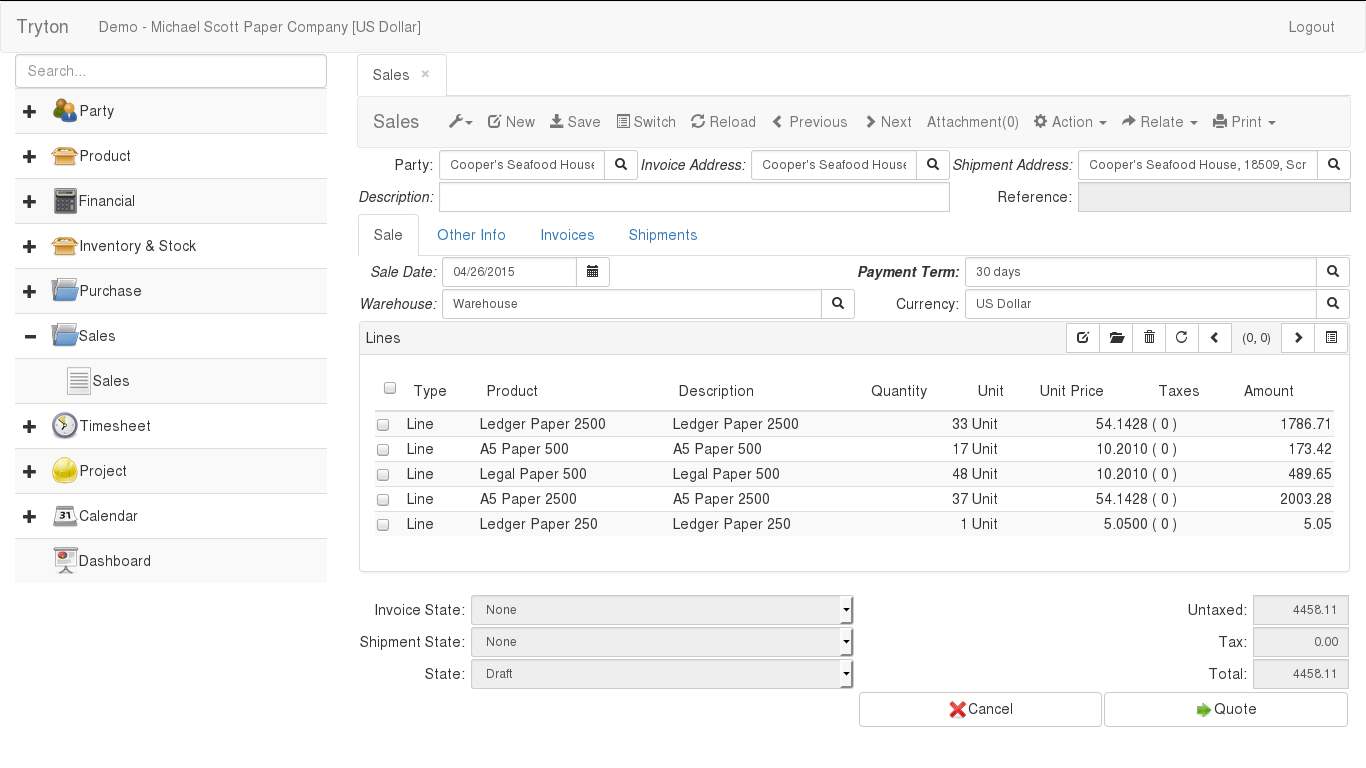 Tryton Demo - Michael Scott Paper Company [US Dollar] Logout
Search...
Party
Product
Financial
Inventory & Stock
Purchase
Sales
Sales
Timesheet
Project
31 Calendar
Dashboard
Sales ×
Sales New Save Switch Reload Previous Next Attachment(0) Action Relate Print
Party: Cooper's Seafood House Invoice Address: Cooper's Seafood House Shipment Address: Cooper's Seafood House, 18509, Scr
Description: Reference:
Sale Other Info Invoices Shipments
Sale Date: 04/26/2015 Payment Term: 30 days
Warehouse: Warehouse Currency: US Dollar
Lines (0, 0)
Type Product Description Quantity Unit Unit Price Taxes Amount
Line Ledger Paper 2500 Ledger Paper 2500 33 Unit 54.1428 ( 0 ) 1786.71
Line A5 Paper 500 A5 Paper 500 17 Unit 10.2010 ( 0 ) 173.42
Line Legal Paper 500 Legal Paper 500 48 Unit 10.2010 ( 0 ) 489.65
Line A5 Paper 2500 A5 Paper 2500 37 Unit 54.1428 ( 0 ) 2003.28
Line Ledger Paper 250 Ledger Paper 250 1 Unit 5.0500 ( 0 ) 5.05
Invoice State: None Untaxed: 4458.11
Shipment State: None Tax: 0.00
State: Draft Total: 4458.11
Cancel Quote